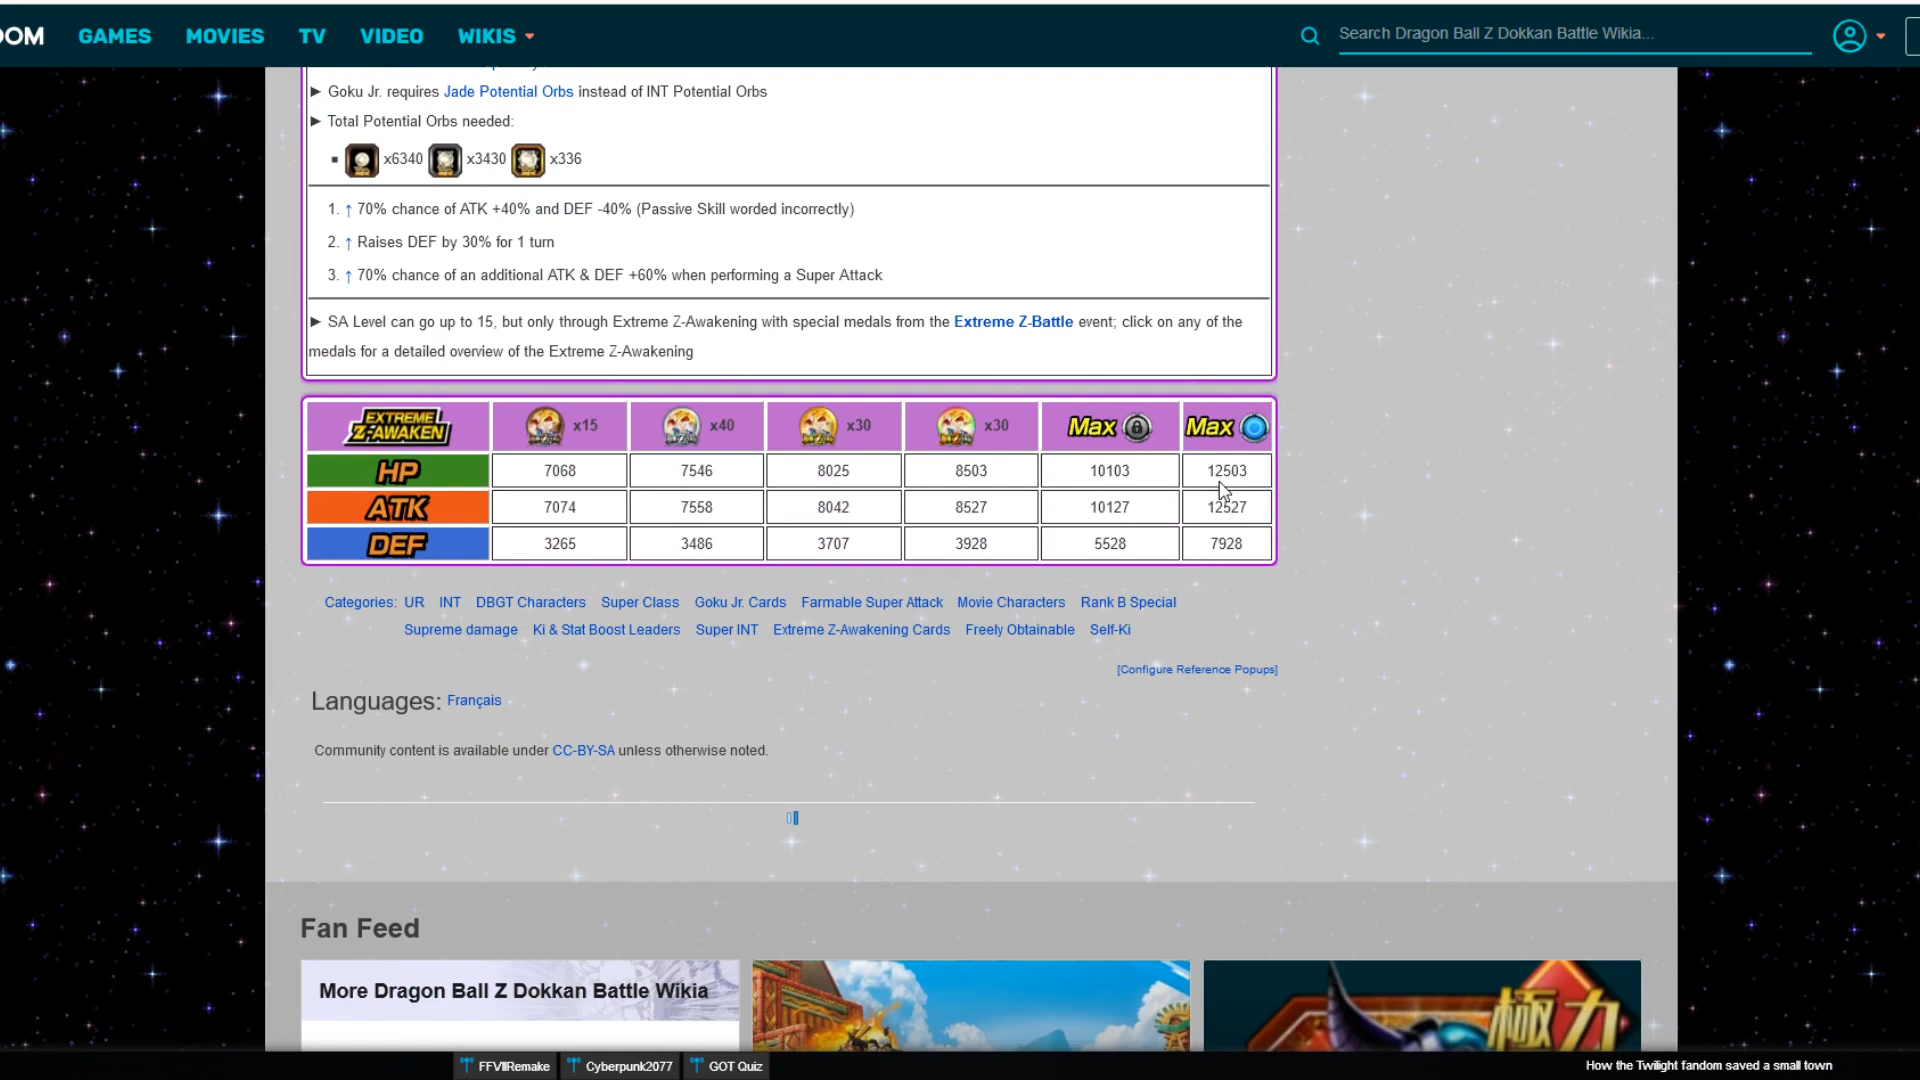 OM GAMES MOVIES TV VIDEO WIKIS Search Dragon Ball Z Dokkan Battle Wikia...
► Goku Jr. requires Jade Potential Orbs instead of INT Potential Orbs
► Total Potential Orbs needed:
x6340 x3430 x336
1. ↑ 70% chance of ATK +40% and DEF -40% (Passive Skill worded incorrectly)
2. ↑ Raises DEF by 30% for 1 turn
3. ↑ 70% chance of an additional ATK & DEF +60% when performing a Super Attack
► SA Level can go up to 15, but only through Extreme Z-Awakening with special medals from the Extreme Z-Battle event; click on any of the
medals for a detailed overview of the Extreme Z-Awakening
EXTREME
Z-AWAKEN x15 x40 x30 x30 Max Max
HP 7068 7546 8025 8503 10103 12503
ATK 7074 7558 8042 8527 10127 12527
DEF 3265 3486 3707 3928 5528 7928
Categories: UR INT DBGT Characters Super Class Goku Jr. Cards Farmable Super Attack Movie Characters Rank B Special
Supreme damage Ki & Stat Boost Leaders Super INT Extreme Z-Awakening Cards Freely Obtainable Self-Ki
[Configure Reference Popups]
Languages: Français
Community content is available under CC-BY-SA unless otherwise noted.
Fan Feed
More Dragon Ball Z Dokkan Battle Wikia
極力
FFVIIRemake Cyberpunk2077 GOT Quiz How the Twilight fandom saved a small town